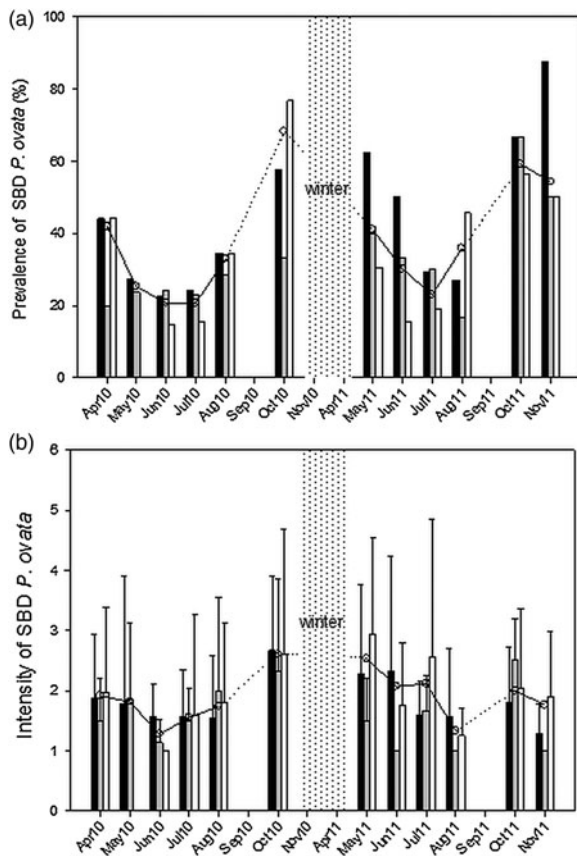 (a)
Prevalence of SBD P. ovata (%)
100
80
60
40
20
0
winter
Apr10 May10 Jun10 Jul10 Aug10 Sep10 Oct10 Nov10 Apr11 May11 Jun11 Jul11 Aug11 Sep11 Oct11 Nov11
(b)
Intensity of SBD P. ovata
6
5
4
3
2
1
0
winter
Apr10 May10 Jun10 Jul10 Aug10 Sep10 Oct10 Nov10 Apr11 May11 Jun11 Jul11 Aug11 Sep11 Oct11 Nov11